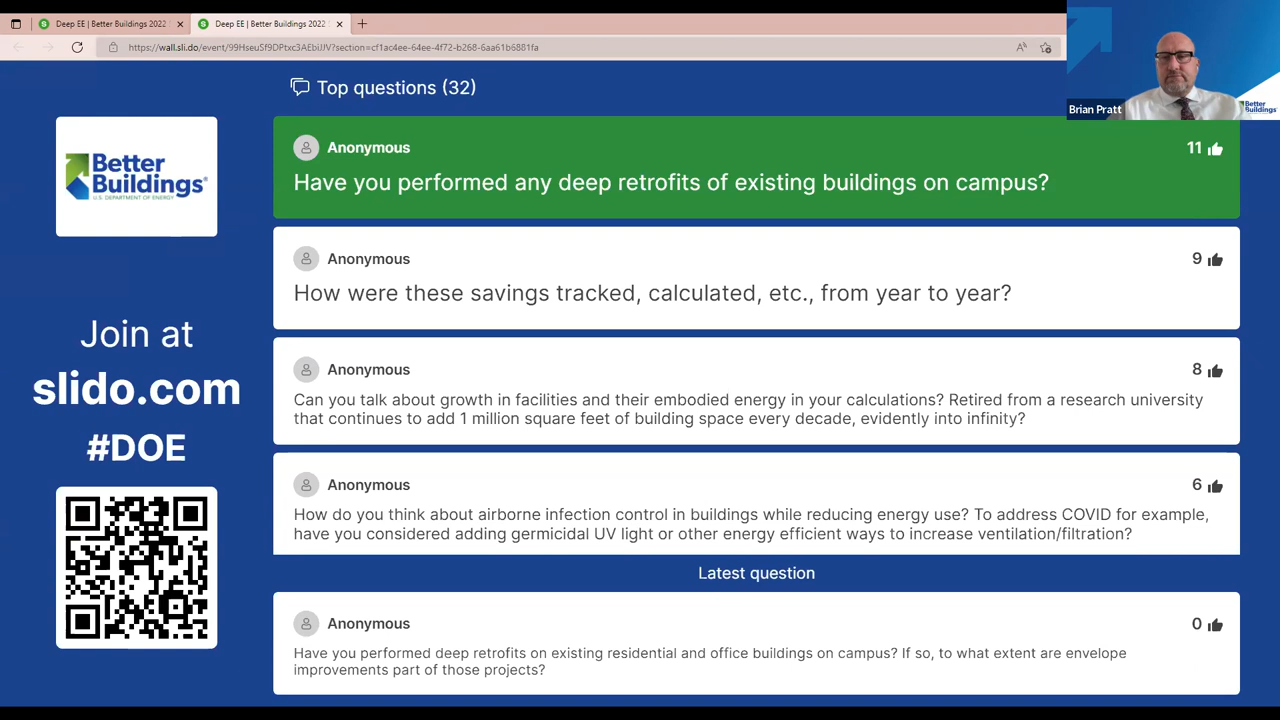 Deep EE | Better Buildings 2022
Deep EE | Better Buildings 2022
https://wall.sli.do/event/99HseuSf9DPtxc3AEbiJJV?section=cf1ac4ee-64ee-4f72-b268-6aa61b6881fa
Brian Pratt
Better
Buildings
Top questions (32)
Better
Buildings®
U.S. DEPARTMENT OF ENERGY
Join at
slido.com
#DOE
Anonymous
11
Have you performed any deep retrofits of existing buildings on campus?
Anonymous
9
How were these savings tracked, calculated, etc., from year to year?
Anonymous
8
Can you talk about growth in facilities and their embodied energy in your calculations? Retired from a research university
that continues to add 1 million square feet of building space every decade, evidently into infinity?
Anonymous
6
How do you think about airborne infection control in buildings while reducing energy use? To address COVID for example,
have you considered adding germicidal UV light or other energy efficient ways to increase ventilation/filtration?
Latest question
Anonymous
0
Have you performed deep retrofits on existing residential and office buildings on campus? If so, to what extent are envelope
improvements part of those projects?